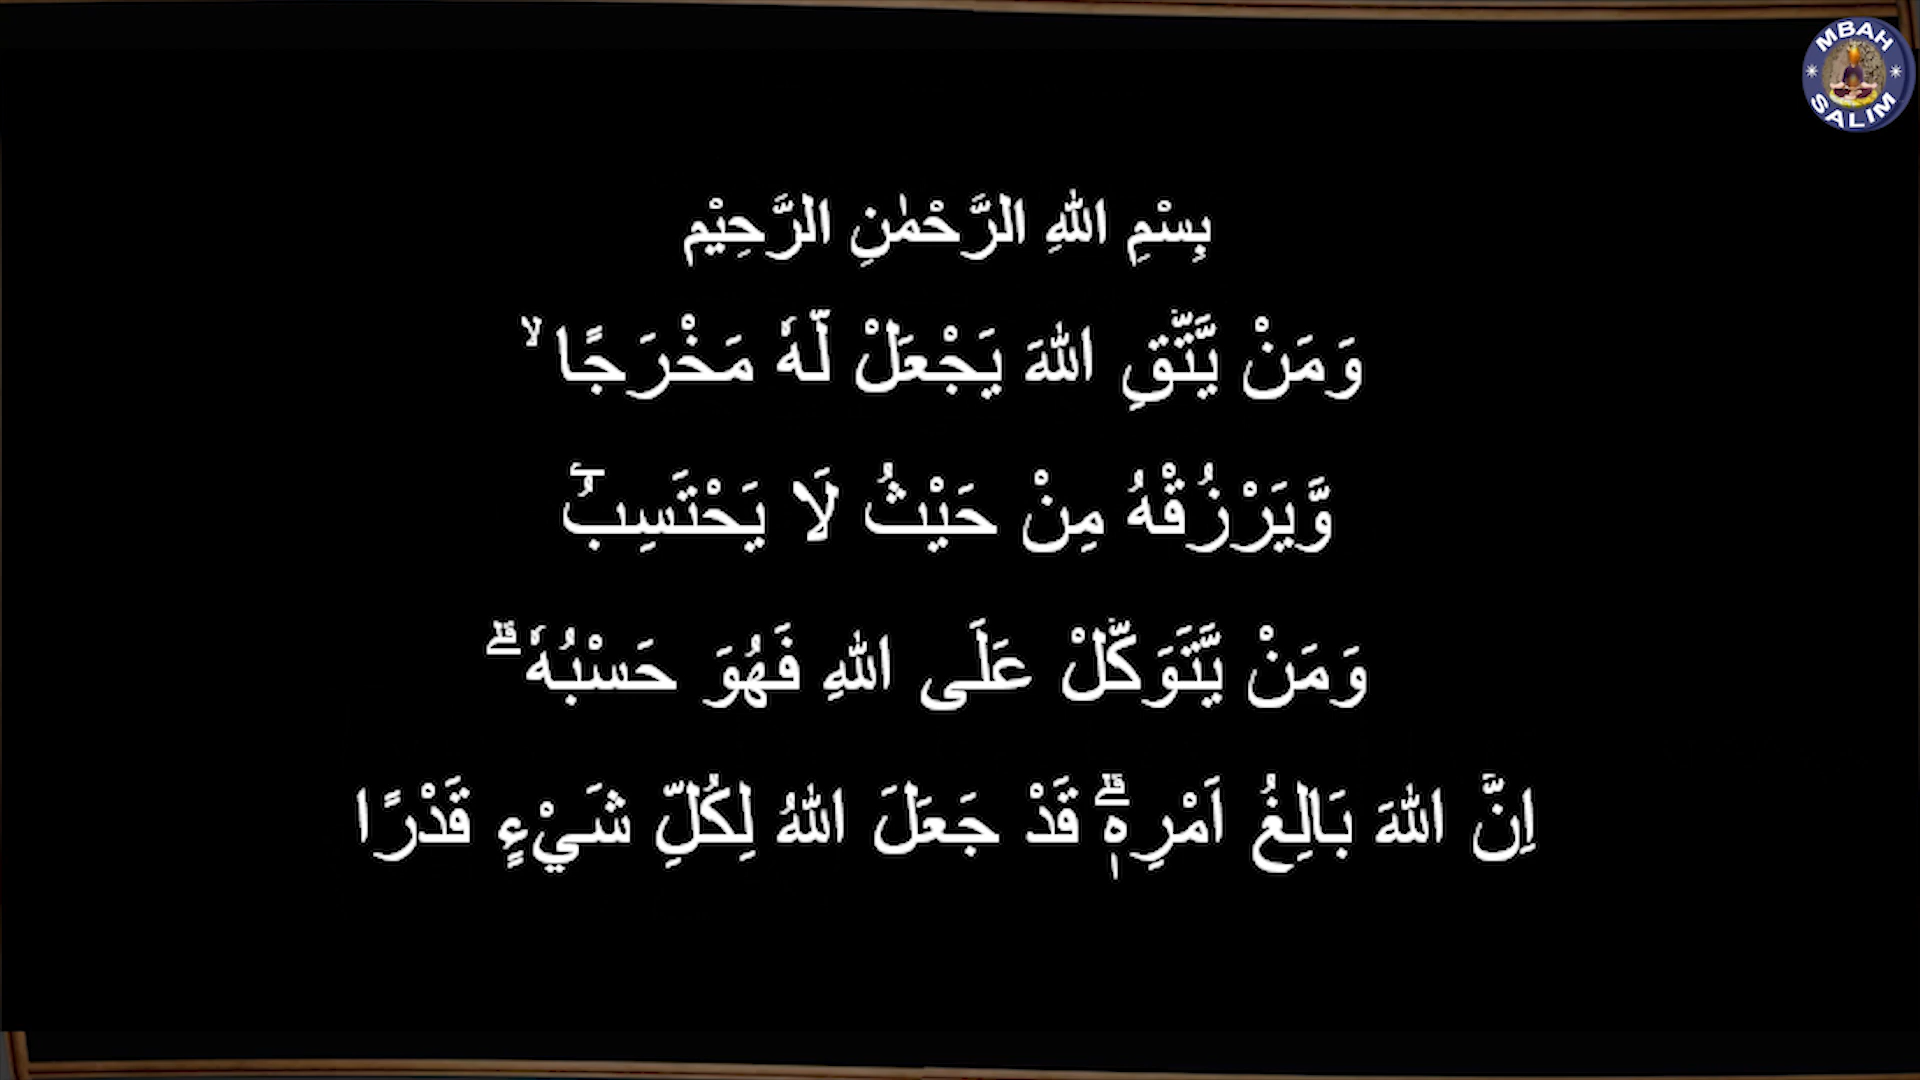 MBAH SALIM
بِسْمِ اللهِ الرَّحْمٰنِ الرَّحِيْمِ
وَمَنْ يَّتَّقِ اللهَ يَجْعَلْ لَّهٗ مَخْرَجًا ۙ
وَّيَرْزُقْهُ مِنْ حَيْثُ لَا يَحْتَسِبُۗ
وَمَنْ يَّتَوَكَّلْ عَلَى اللهِ فَهُوَ حَسْبُهٗ ۗ
اِنَّ اللهَ بَالِغُ اَمْرِهٖۗ قَدْ جَعَلَ اللهُ لِكُلِّ شَيْءٍ قَدْرًا